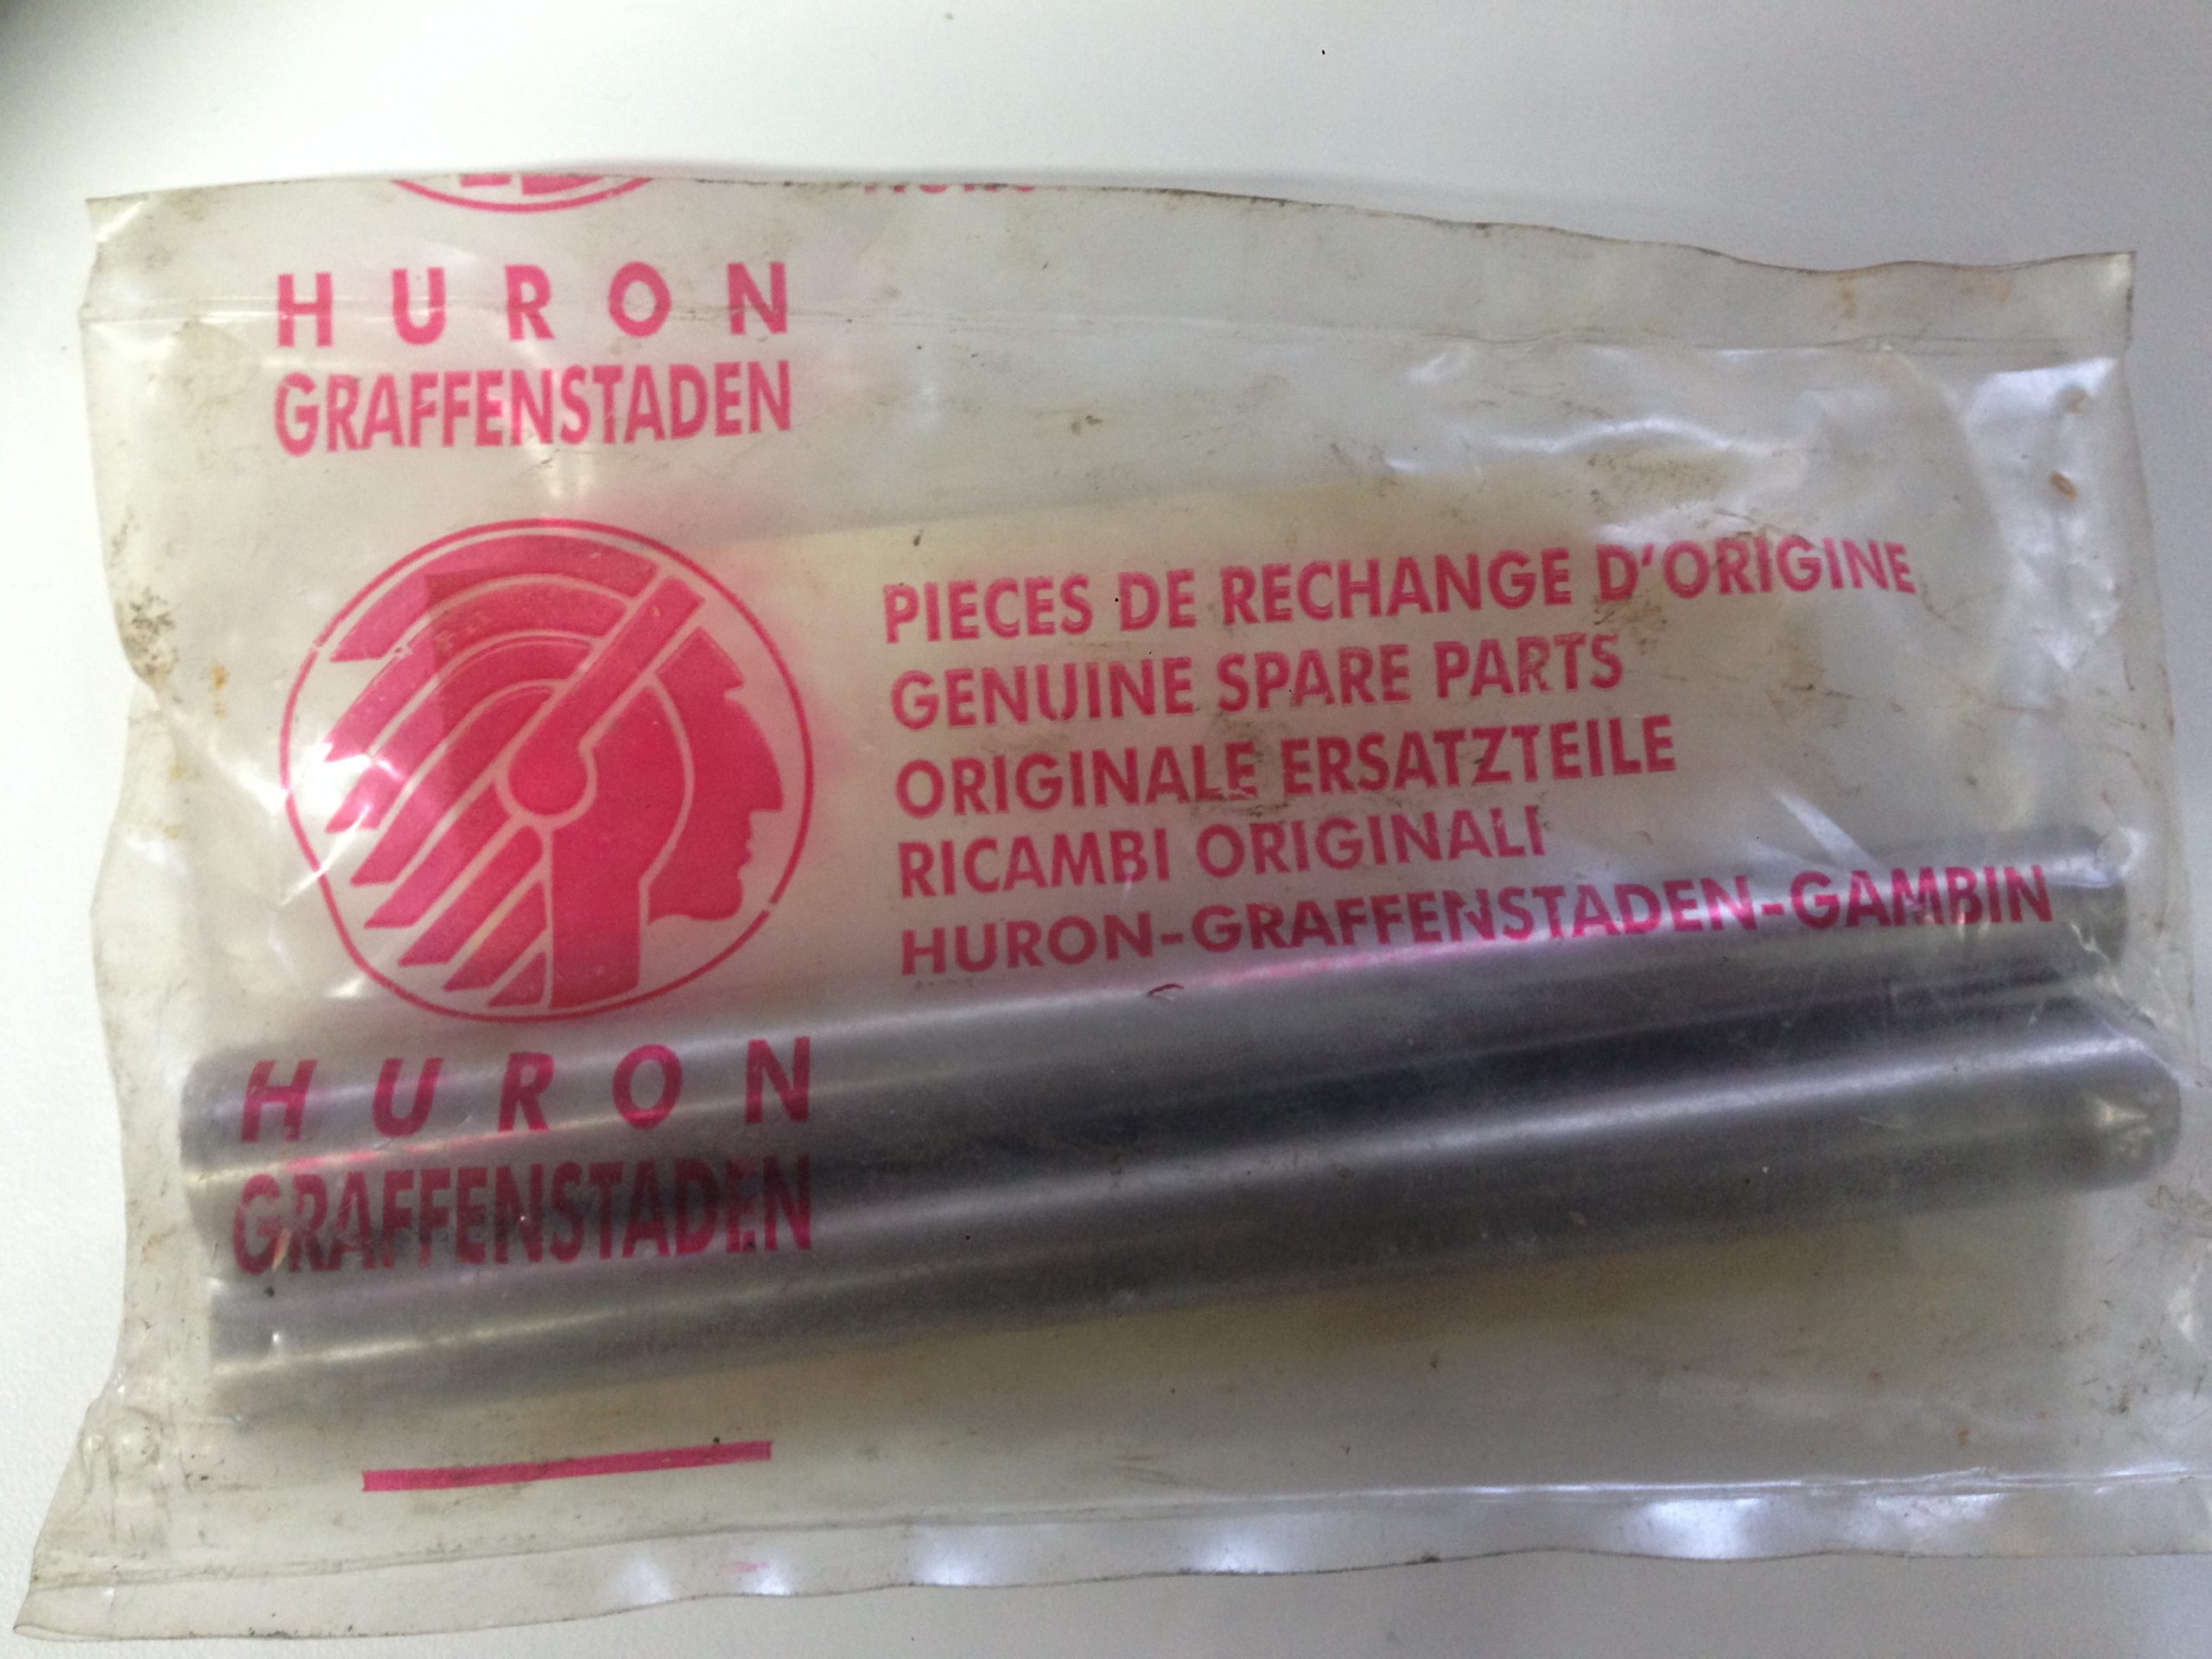 HURON
GRAFFENSTADEN
PIECES DE RECHANGE D'ORIGINE
GENUINE SPARE PARTS
ORIGINALE ERSATZTEILE
RICAMBI ORIGINALI
HURON-GRAFFENSTADEN-GAMBIN
HURON
GRAFFENSTADEN